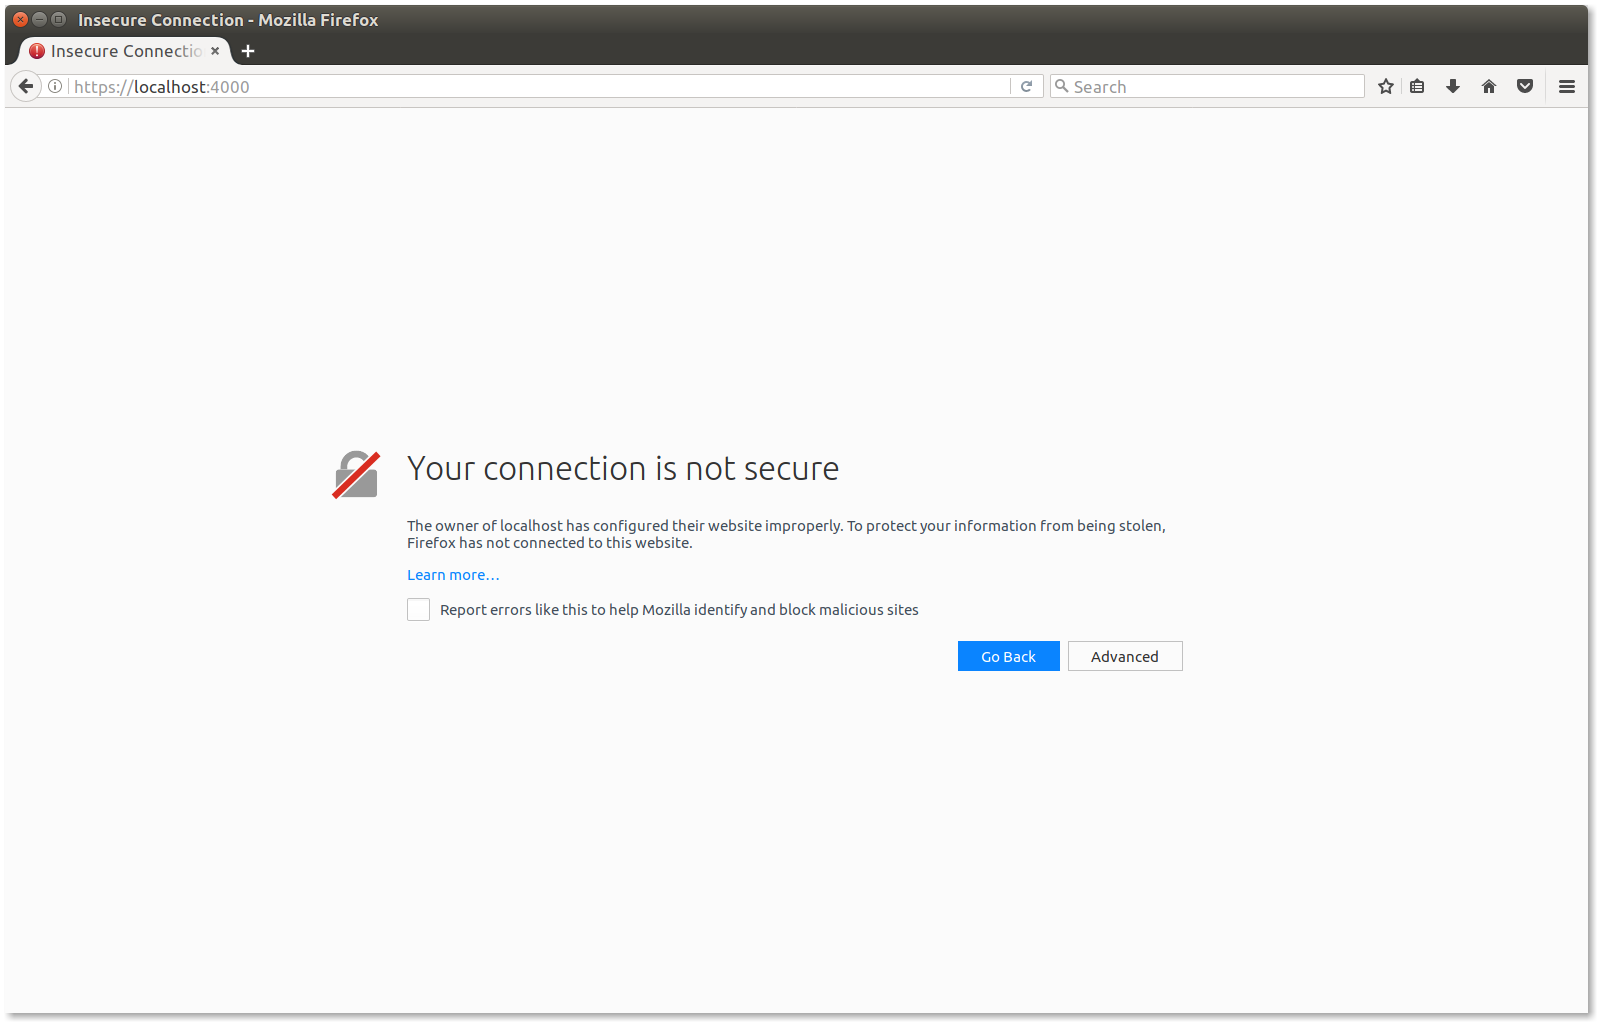 Insecure Connection - Mozilla Firefox
Insecure Connectio
https://localhost:4000
Search
Your connection is not secure
The owner of localhost has configured their website improperly. To protect your information from being stolen,
Firefox has not connected to this website.
Learn more…
Report errors like this to help Mozilla identify and block malicious sites
Go Back
Advanced